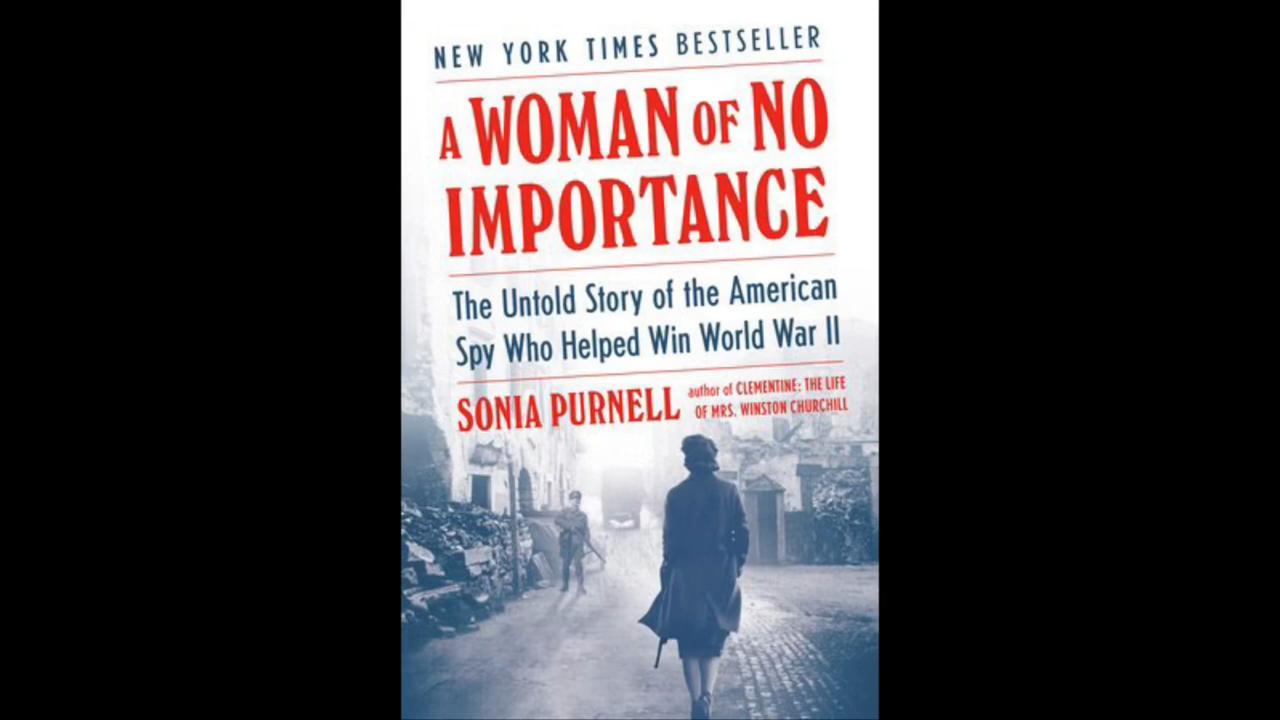 NEW YORK TIMES BESTSELLER
A WOMAN OF NO
IMPORTANCE
The Untold Story of the American
Spy Who Helped Win World War II
SONIA PURNELL author of CLEMENTINE: THE LIFE
OF MRS. WINSTON CHURCHILL